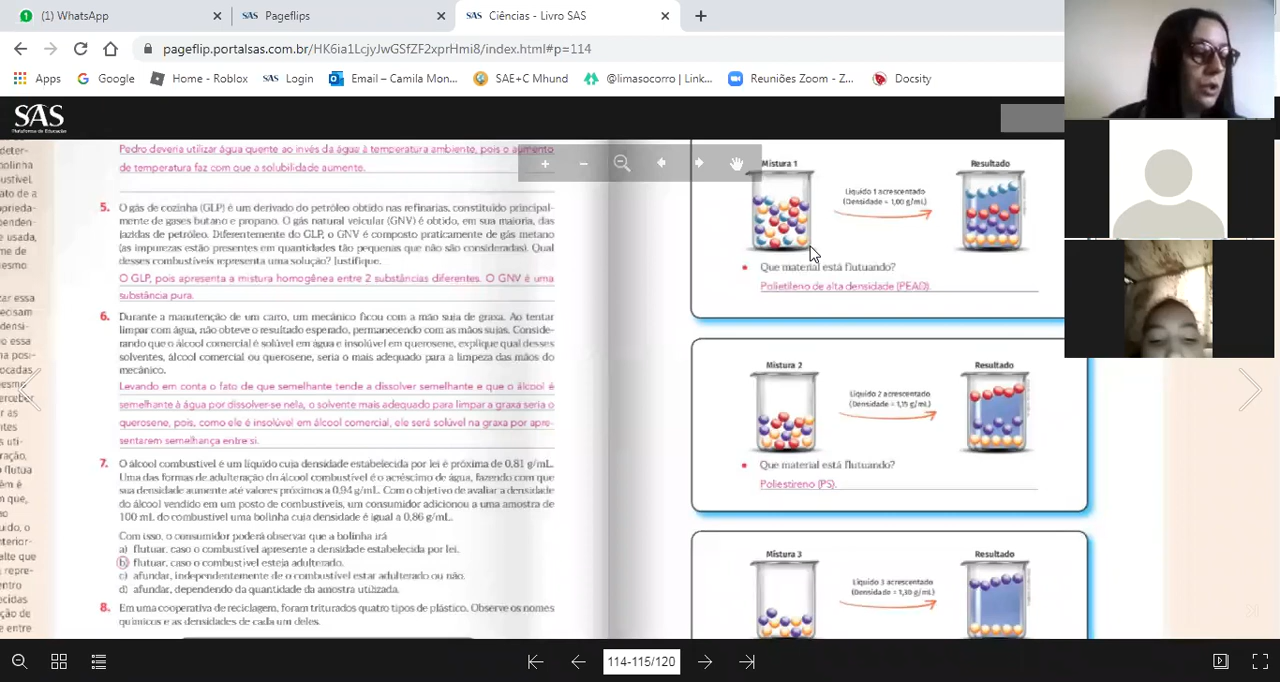 (1) WhatsApp
SAS Pageflips
SAS Ciências - Livro SAS
pageflip.portalsas.com.br/HK6ia1LcjyJwGSfZF2xprHmi8/index.html#p=114
Apps Google Home - Roblox SAS Login Email – Camila Mon... SAE+C Mhund @limasocorro | Link... Reuniões Zoom - Z... Docsity
SAS
Plataforma de Educação
Pedro deveria utilizar água quente ao invés da água à temperatura ambiente, pois o aumento
de temperatura faz com que a solubilidade aumente.
5. O gás de cozinha (GLP) é um derivado do petróleo obtido nas refinarias, constituído principal-
mente de gases butano e propano. O gás natural veicular (GNV) é obtido, em sua maioria, das
jazidas de petróleo. Diferentemente do GLP, o GNV é composto praticamente de gás metano
(as impurezas estão presentes em quantidades tão pequenas que não são consideradas). Qual
desses combustíveis representa uma solução? Justifique.
O GLP, pois apresenta a mistura homogênea entre 2 substâncias diferentes. O GNV é uma
substância pura.
6. Durante a manutenção de um carro, um mecânico ficou com a mão suja de graxa. Ao tentar
limpar com água, não obteve o resultado esperado, permanecendo com as mãos sujas. Conside-
rando que o álcool comercial é solúvel em água e insolúvel em querosene, explique qual desses
solventes, álcool comercial ou querosene, seria o mais adequado para a limpeza das mãos do
mecânico.
Levando em conta o fato de que semelhante tende a dissolver semelhante e que o álcool é
semelhante à água por dissolver-se nela, o solvente mais adequado para limpar a graxa seria o
querosene, pois, como ele é insolúvel em álcool comercial, ele será solúvel na graxa por apre-
sentarem semelhança entre si.
7. O álcool combustível é um líquido cuja densidade estabelecida por lei é próxima de 0,81 g/mL.
Uma das formas de adulteração do álcool combustível é o acréscimo de água, fazendo com que
sua densidade aumente até valores próximos a 0,94 g/mL. Com o objetivo de avaliar a densidade
do álcool vendido em um posto de combustíveis, um consumidor adicionou a uma amostra de
100 mL do combustível uma bolinha cuja densidade é igual a 0,86 g/mL.
Com isso, o consumidor poderá observar que a bolinha irá
a) flutuar, caso o combustível apresente a densidade estabelecida por lei.
b) flutuar, caso o combustível esteja adulterado.
c) afundar, independentemente de o combustível estar adulterado ou não.
d) afundar, dependendo da quantidade da amostra utilizada.
8. Em uma cooperativa de reciclagem, foram triturados quatro tipos de plástico. Observe os nomes
químicos e as densidades de cada um deles.
Mistura 1
Líquido 1 acrescentado
(Densidade = 1,00 g/mL)
Resultado
• Que material está flutuando?
Polietileno de alta densidade (PEAD).
Mistura 2
Líquido 2 acrescentado
(Densidade = 1,15 g/mL)
Resultado
• Que material está flutuando?
Poliestireno (PS).
Mistura 3
Líquido 3 acrescentado
(Densidade = 1,30 g/mL)
Resultado
114-115/120